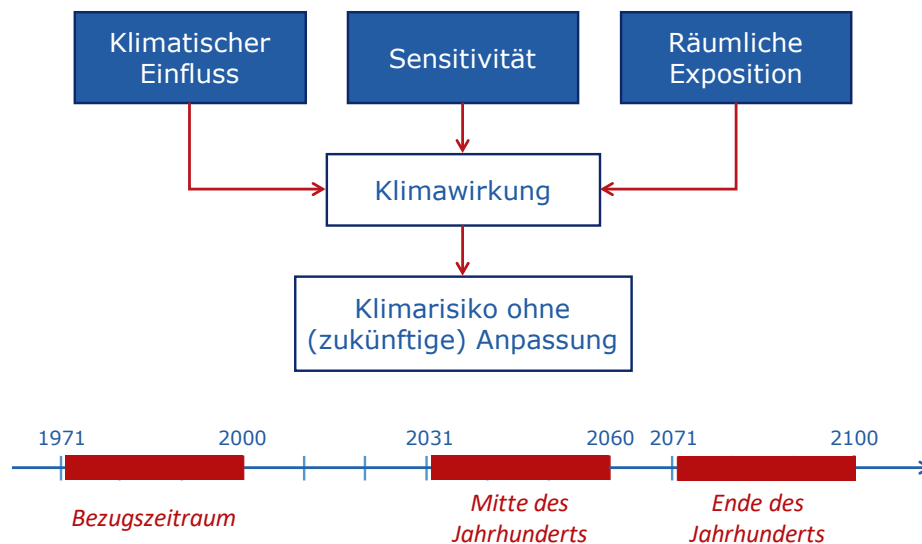 Klimatischer
Einfluss
Sensitivität
Räumliche
Exposition
Klimawirkung
Klimarisiko ohne
(zukünftige) Anpassung
1971
2000
2031
2060
2071
2100
Bezugszeitraum
Mitte des
Jahrhunderts
Ende des
Jahrhunderts